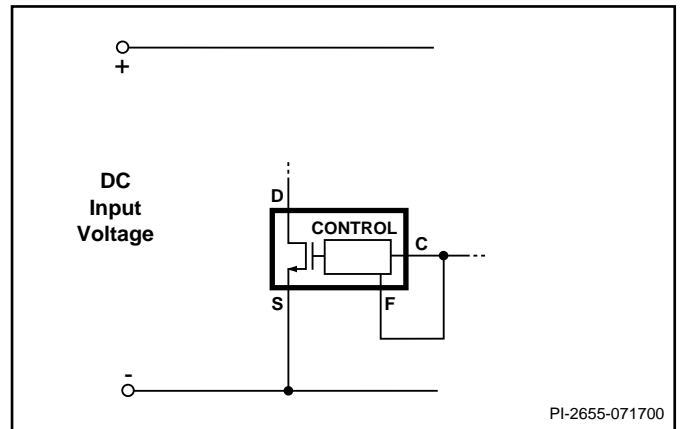 +
DC
Input
Voltage
D
CONTROL
C
S
F
-
PI-2655-071700